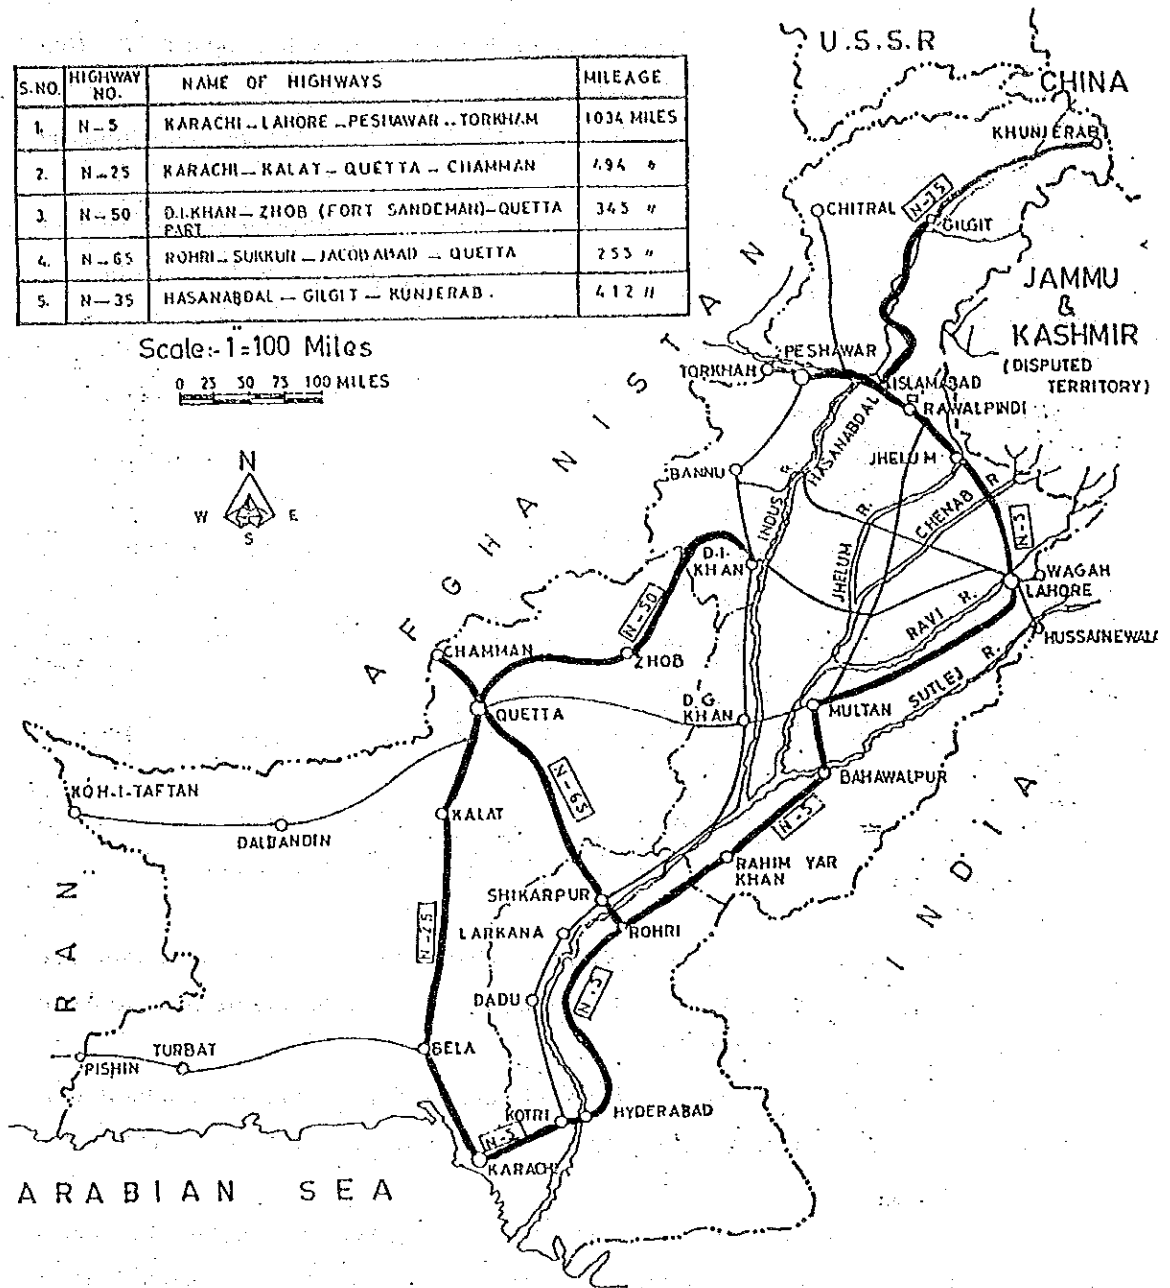 S.NO. HIGHWAY NO. NAME OF HIGHWAYS MILEAGE
1. N-5 KARACHI-LAHORE-PESHAWAR-TORKHAM 1034 MILES
2. N-25 KARACHI-KALAT-QUETTA-CHAMMAN 494 "
3. N-50 D.I.KHAN-ZHOB (FORT SANDEMAN)-QUETTA PART 345 "
4. N-65 ROHRI-SUKKUR-JACOBABAD-QUETTA 255 "
5. N-35 HASANABDAL-GILGIT-KUNJERAB. 412 "
Scale:-1"=100 Miles
0 25 50 75 100 MILES
N
W E
S
U.S.S.R
CHINA
KHUNJERAB
CHITRAL
N-35
GILGIT
JAMMU
&
KASHMIR
(DISPUTED
TERRITORY)
AFGHANISTAN
PESHAWAR
TORKHAM
ISLAMABAD
RAWALPINDI
HASANABDAL
BANNU
JHELUM
INDUS R.
JHELUM R.
CHENAB R
N-5
D.I.
KHAN
WAGAH
LAHORE
RAVI R.
HUSSAINEWALA
N-50
CHAMMAN
ZHOB
SUTLEJ R.
QUETTA
D.G.
KHAN
MULTAN
KOH-I-TAFTAN
N-65
BAHAWALPUR
KALAT
N-5
DALBANDIN
INDIA
RAHIM YAR
KHAN
IRAN
SHIKARPUR
N-25
LARKANA
ROHRI
DADU
N-5
TURBAT
BELA
PISHIN
KOTRI
HYDERABAD
N-5
KARACHI
ARABIAN SEA